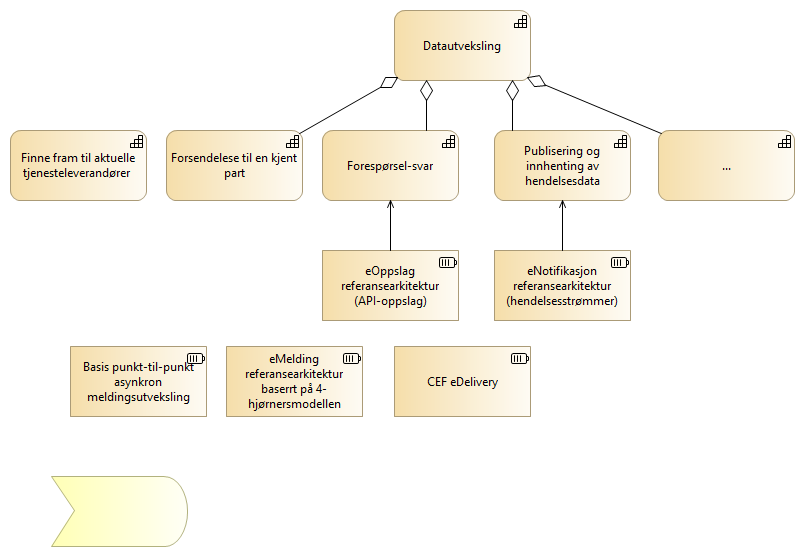 Datautveksling
Finne fram til aktuelle
tjenesteleverandører
Forsendelese til en kjent
part
Forespørsel-svar
Publisering og
innhenting av
hendelsesdata
...
eOppslag
referansearkitektur
(API-oppslag)
eNotifikasjon
referansearkitektur
(hendelsesstrømmer)
Basis punkt-til-punkt
asynkron
meldingsutveksling
eMelding
referansearkitektur
baserrt på 4-
hjørnersmodellen
CEF eDelivery